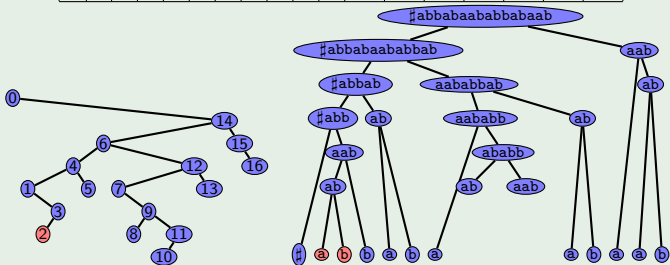 ♯abbabaababbabaab
♯abbabaababbab aab
♯abbab aababbab ab
0
♯abb ab aababb ab
14
6 15
aab ababb
4 12 16
1 5 7 13 ab ab aab
3 9
2 8 11
10 ♯ a b b a b a a b a a b